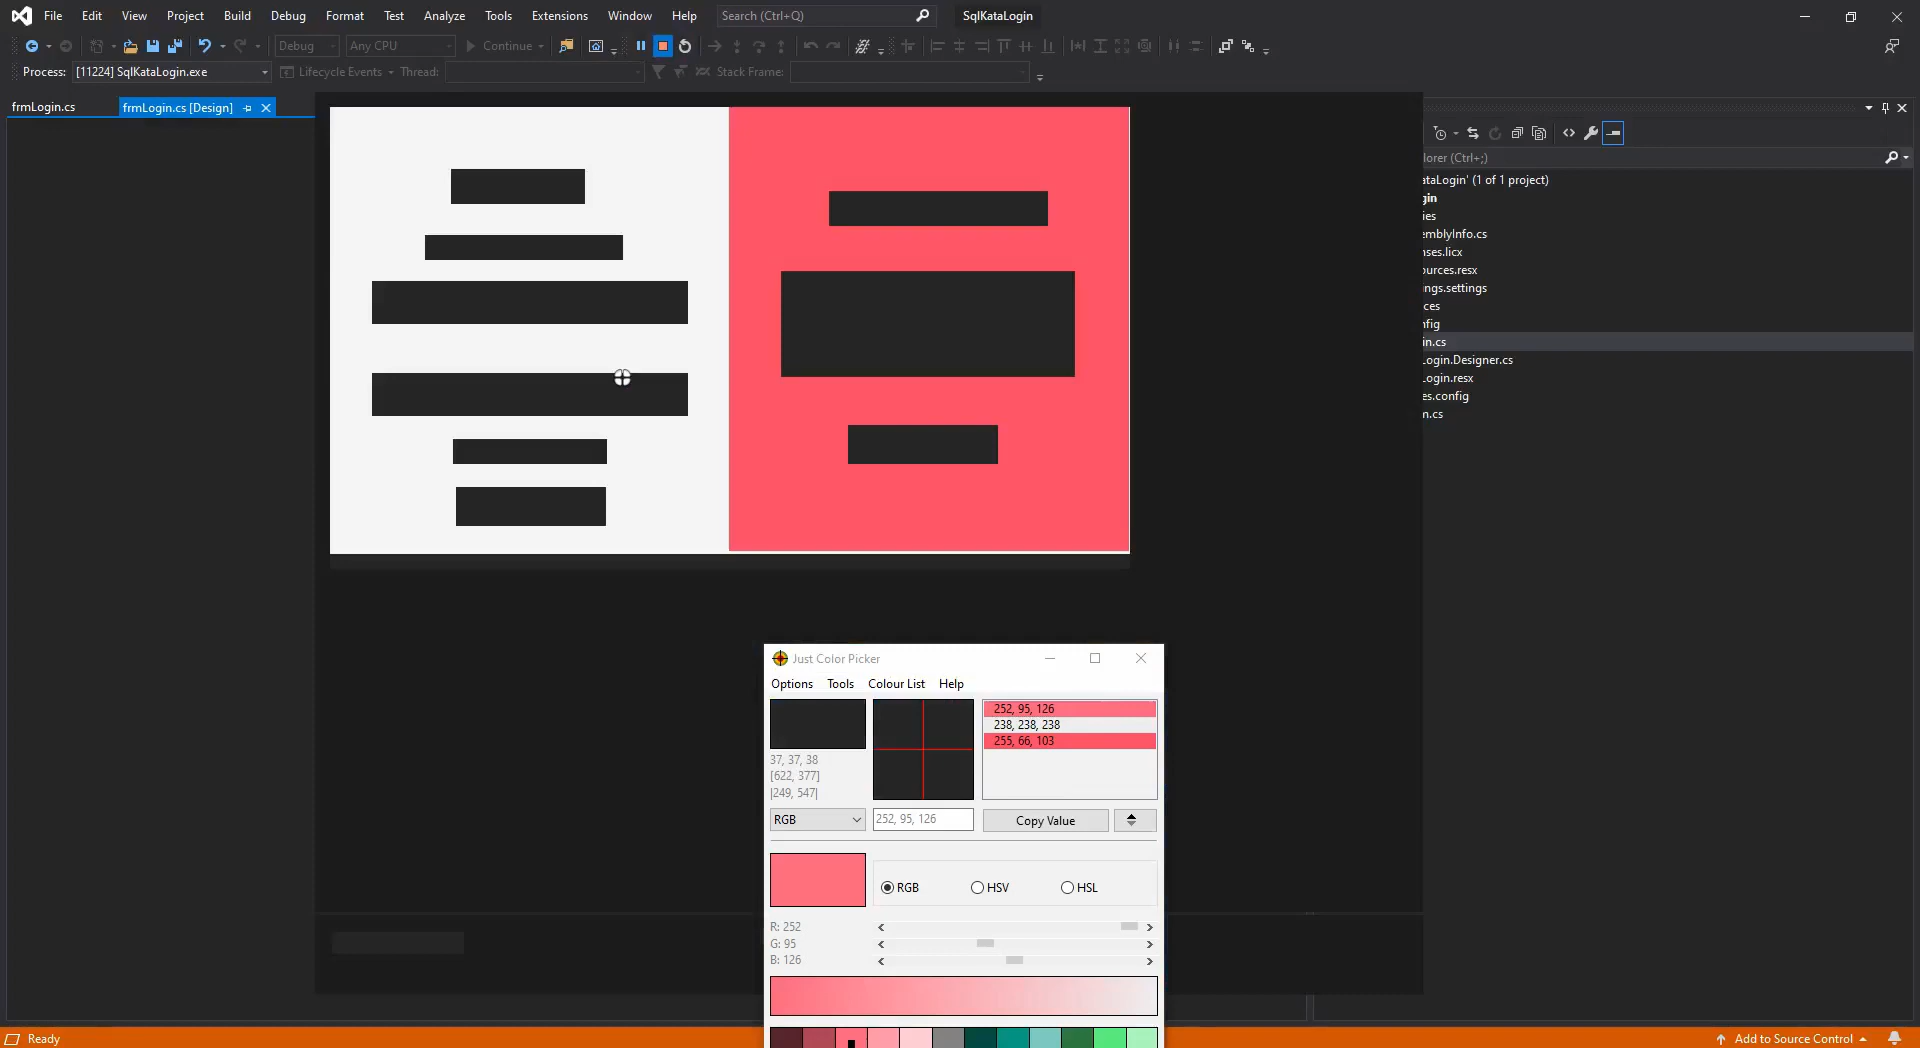 File Edit View Project Build Debug Format Test Analyze Tools Extensions Window Help Search (Ctrl+Q) SqlKataLogin
Debug Any CPU Continue
Process: [11224] SqlKataLogin.exe Lifecycle Events Thread: Stack Frame:
frmLogin.cs frmLogin.cs [Design]
lorer (Ctrl+;)
ataLogin' (1 of 1 project)
gin
ies
emblyInfo.cs
nses.licx
ources.resx
ngs.settings
ces
nfig
in.cs
Login.Designer.cs
Login.resx
es.config
m.cs
Just Color Picker
Options Tools Colour List Help
252, 95, 126
238, 238, 238
255, 66, 103
37, 37, 38
[622, 377]
|249, 547|
RGB 252, 95, 126 Copy Value
RGB HSV HSL
R: 252
G: 95
B: 126
Ready Add to Source Control